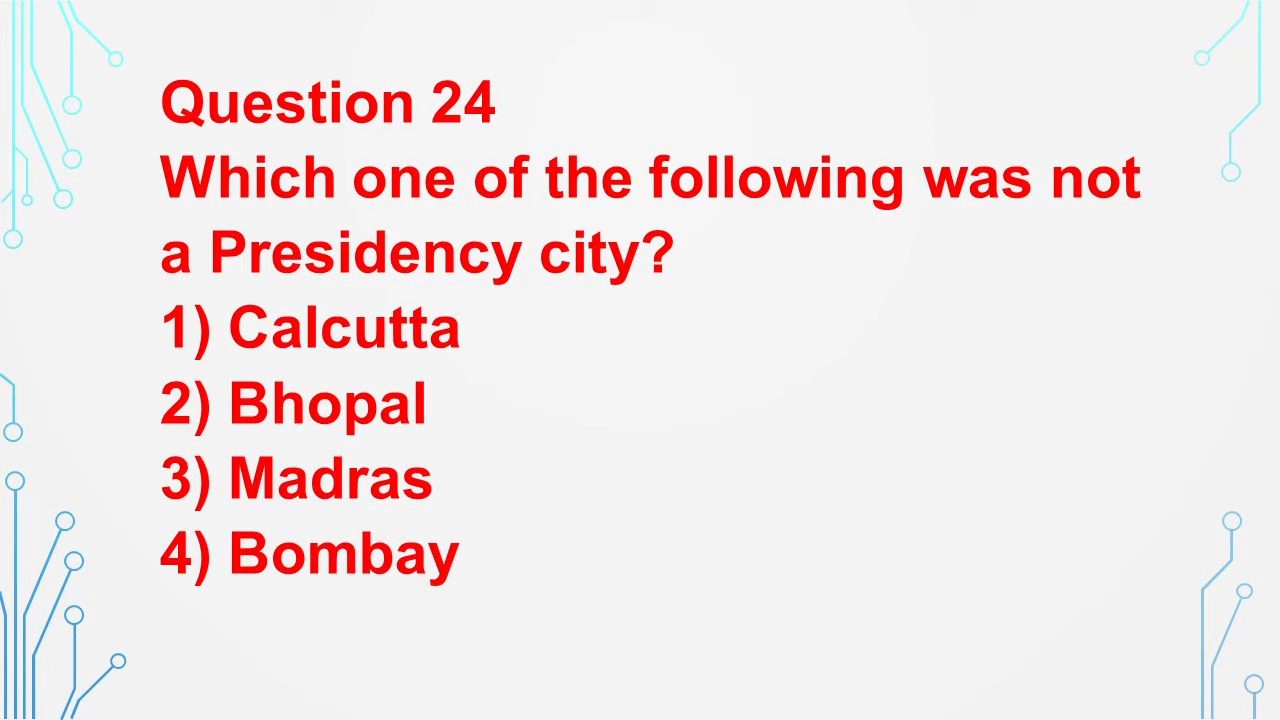 Question 24
Which one of the following was not
a Presidency city?
1) Calcutta
2) Bhopal
3) Madras
4) Bombay